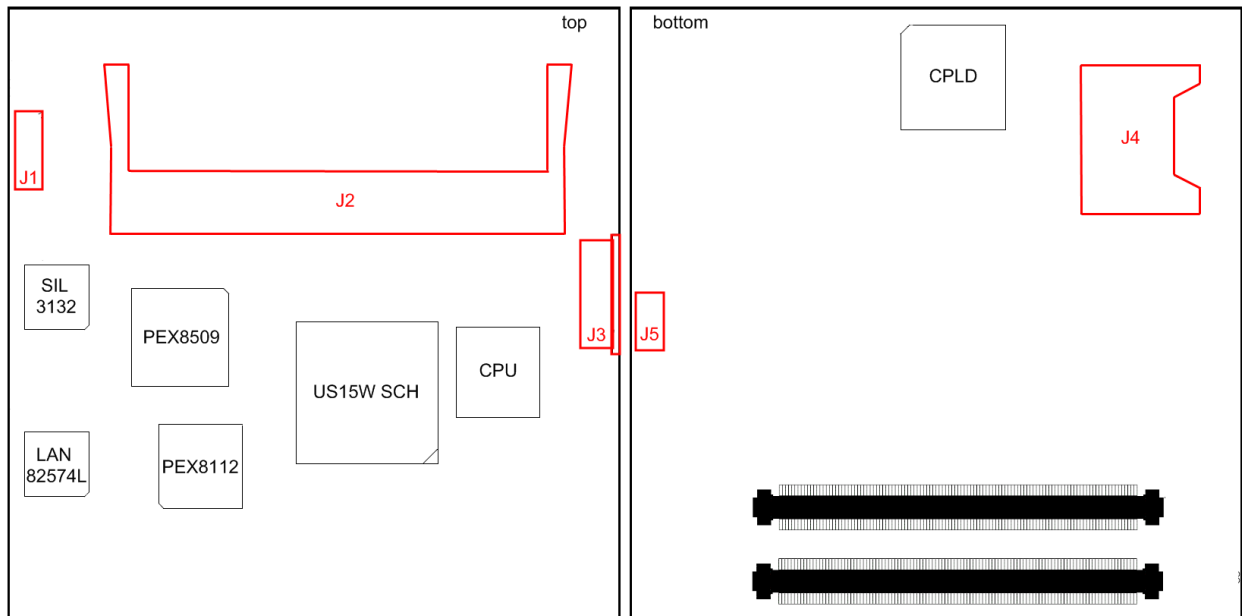 top
J1
J2
SIL
3132
PEX8509
J3
US15W SCH
CPU
LAN
82574L
PEX8112
bottom
CPLD
J4
J5